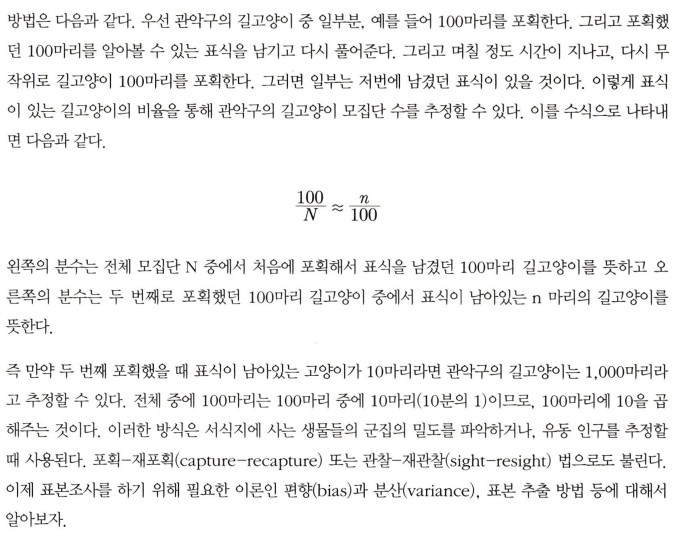 방법은 다음과 같다. 우선 관악구의 길고양이 중 일부분, 예를 들어 100마리를 포획한다. 그리고 포획했
던 100마리를 알아볼 수 있는 표식을 남기고 다시 풀어준다. 그리고 며칠 정도 시간이 지나고, 다시 무
작위로 길고양이 100마리를 포획한다. 그러면 일부는 저번에 남겼던 표식이 있을 것이다. 이렇게 표식
이 있는 길고양이의 비율을 통해 관악구의 길고양이 모집단 수를 추정할 수 있다. 이를 수식으로 나타내
면 다음과 같다.
100/N ≈ n/100
왼쪽의 분수는 전체 모집단 N 중에서 처음에 포획해서 표식을 남겼던 100마리 길고양이를 뜻하고 오
른쪽의 분수는 두 번째로 포획했던 100마리 길고양이 중에서 표식이 남아있는 n 마리의 길고양이를
뜻한다.
즉 만약 두 번째 포획했을 때 표식이 남아있는 고양이가 10마리라면 관악구의 길고양이는 1,000마리라
고 추정할 수 있다. 전체 중에 100마리는 100마리 중에 10마리(10분의 1)이므로, 100마리에 10을 곱
해주는 것이다. 이러한 방식은 서식지에 사는 생물들의 군집의 밀도를 파악하거나, 유동 인구를 추정할
때 사용된다. 포획-재포획(capture-recapture) 또는 관찰-재관찰(sight-resight) 법으로도 불린다.
이제 표본조사를 하기 위해 필요한 이론인 편향(bias)과 분산(variance), 표본 추출 방법 등에 대해서
알아보자.